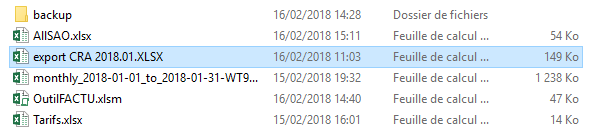 backup 16/02/2018 14:28 Dossier de fichiers
AllSAO.xlsx 16/02/2018 15:11 Feuille de calcul ... 54 Ko
export CRA 2018.01.XLSX 16/02/2018 11:03 Feuille de calcul ... 149 Ko
monthly_2018-01-01_to_2018-01-31-WT9... 15/02/2018 19:32 Feuille de calcul ... 1 238 Ko
OutilFACTU.xlsm 16/02/2018 14:40 Feuille de calcul ... 47 Ko
Tarifs.xlsx 15/02/2018 16:01 Feuille de calcul ... 14 Ko